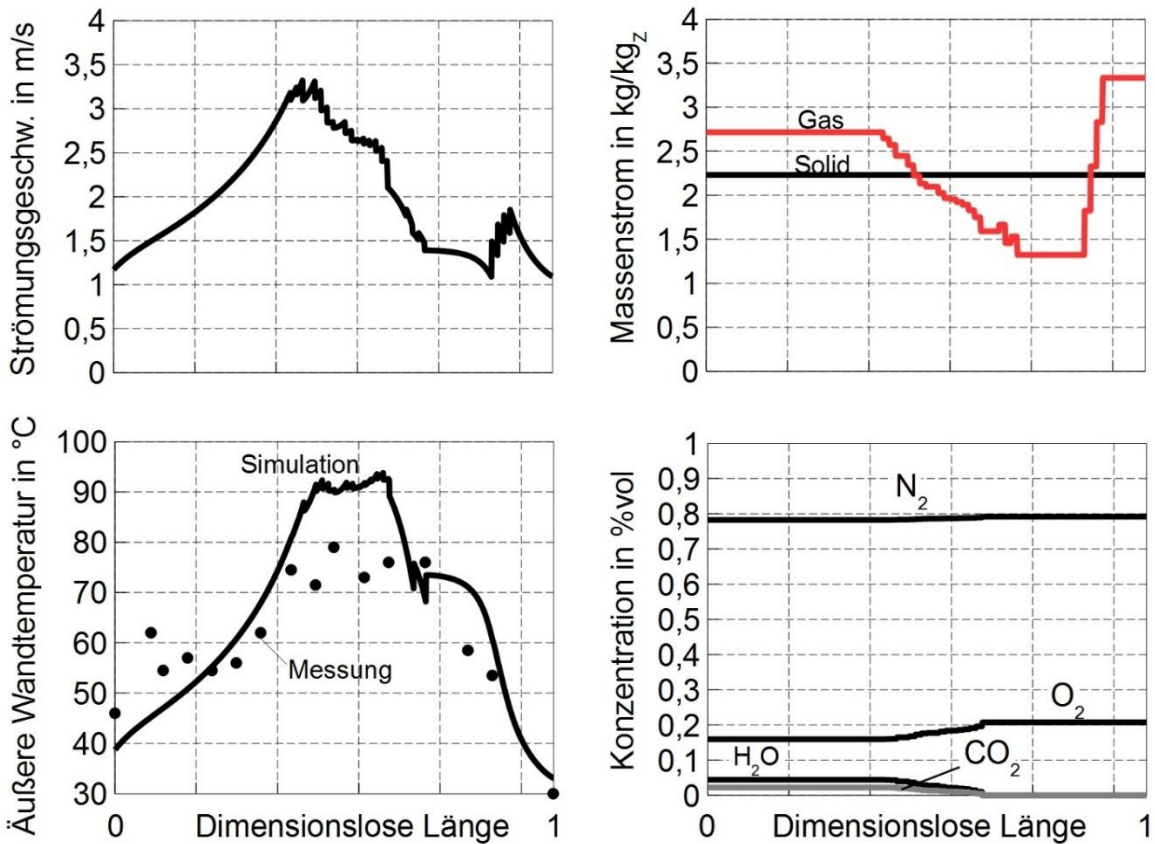 Strömungsgeschw. in m/s
4
3,5
3
2,5
2
1,5
1
0,5
0
Massenstrom in kg/kgZ
4
3,5
3
2,5
2
1,5
1
0,5
0
Gas
Solid
Äußere Wandtemperatur in °C
100
90
80
70
60
50
40
30
Simulation
Messung
0 Dimensionslose Länge 1
Konzentration in %vol
1
0,9
0,8
0,7
0,6
0,5
0,4
0,3
0,2
0,1
0
N2
O2
H2O
CO2
0 Dimensionslose Länge 1